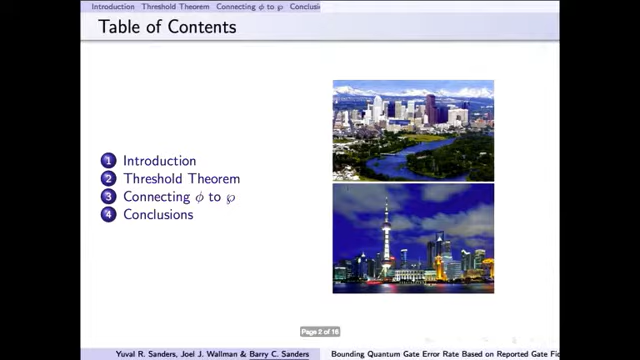 Introduction Threshold Theorem Connecting ϕ to ℘ Conclusi
Table of Contents
1 Introduction
2 Threshold Theorem
3 Connecting ϕ to ℘
4 Conclusions
Page 2 of 16
Yuval R. Sanders, Joel J. Wallman & Barry C. Sanders
Bounding Quantum Gate Error Rate Based on Reported Gate Fi